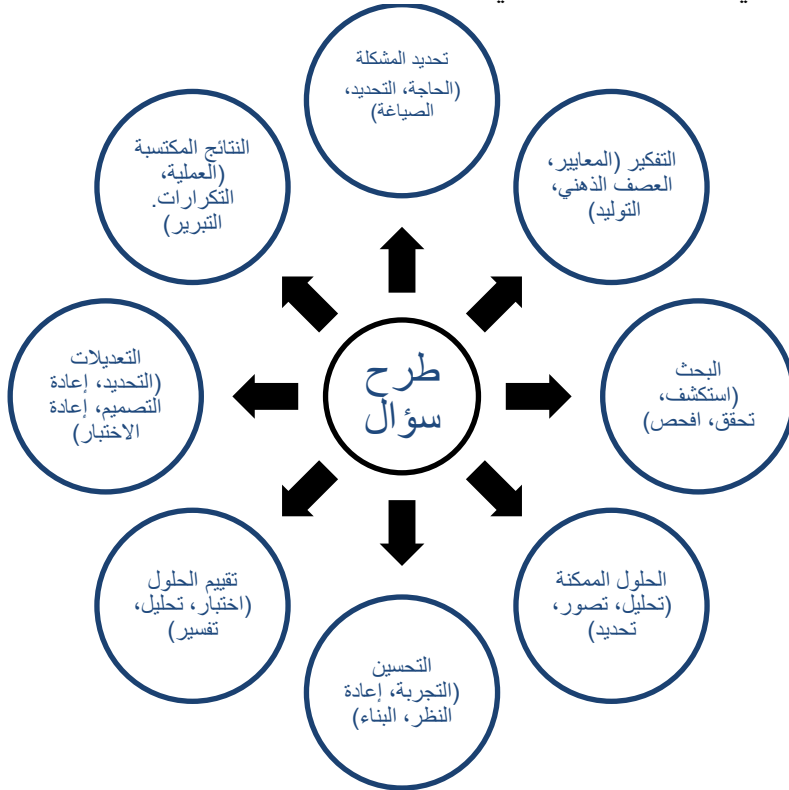 تحديد المشكلة
(الحاجة، التحديد،
الصياغة)
التفكير (المعايير،
العصف الذهني،
التوليد)
البحث
(استكشف،
تحقق، افحص)
الحلول الممكنة
(تحليل، تصور،
تحديد)
التحسين
(التجربة، إعادة
النظر، البناء)
تقييم الحلول
(اختبار، تحليل،
تفسير)
التعديلات
(التحديد، إعادة
التصميم، إعادة
الاختبار)
النتائج المكتسبة
(العملية،
التكرارات.
التبرير)
طرح
سؤال